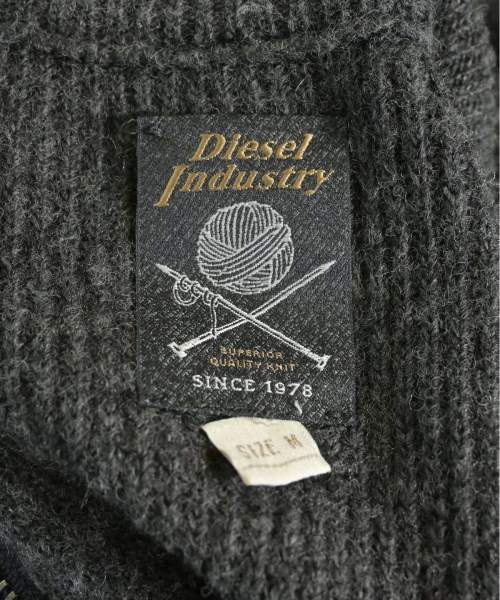 Diesel
Industry
SUPERIOR
QUALITY KNIT
SINCE 1978
SIZE M